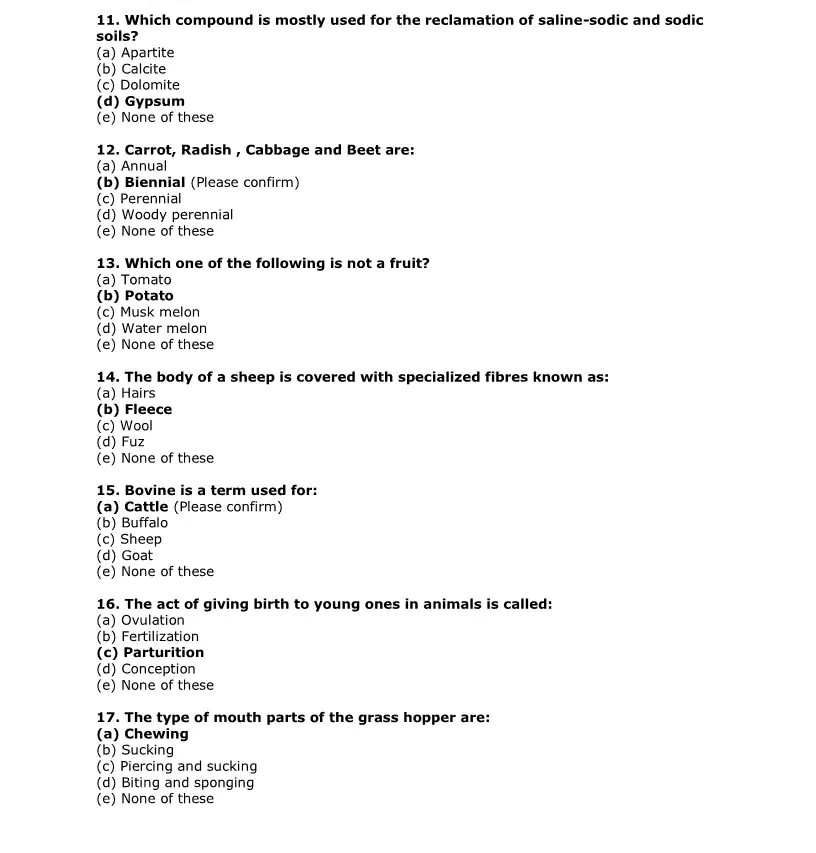 11. Which compound is mostly used for the reclamation of saline-sodic and sodic
soils?
(a) Apartite
(b) Calcite
(c) Dolomite
(d) Gypsum
(e) None of these
12. Carrot, Radish , Cabbage and Beet are:
(a) Annual
(b) Biennial (Please confirm)
(c) Perennial
(d) Woody perennial
(e) None of these
13. Which one of the following is not a fruit?
(a) Tomato
(b) Potato
(c) Musk melon
(d) Water melon
(e) None of these
14. The body of a sheep is covered with specialized fibres known as:
(a) Hairs
(b) Fleece
(c) Wool
(d) Fuz
(e) None of these
15. Bovine is a term used for:
(a) Cattle (Please confirm)
(b) Buffalo
(c) Sheep
(d) Goat
(e) None of these
16. The act of giving birth to young ones in animals is called:
(a) Ovulation
(b) Fertilization
(c) Parturition
(d) Conception
(e) None of these
17. The type of mouth parts of the grass hopper are:
(a) Chewing
(b) Sucking
(c) Piercing and sucking
(d) Biting and sponging
(e) None of these